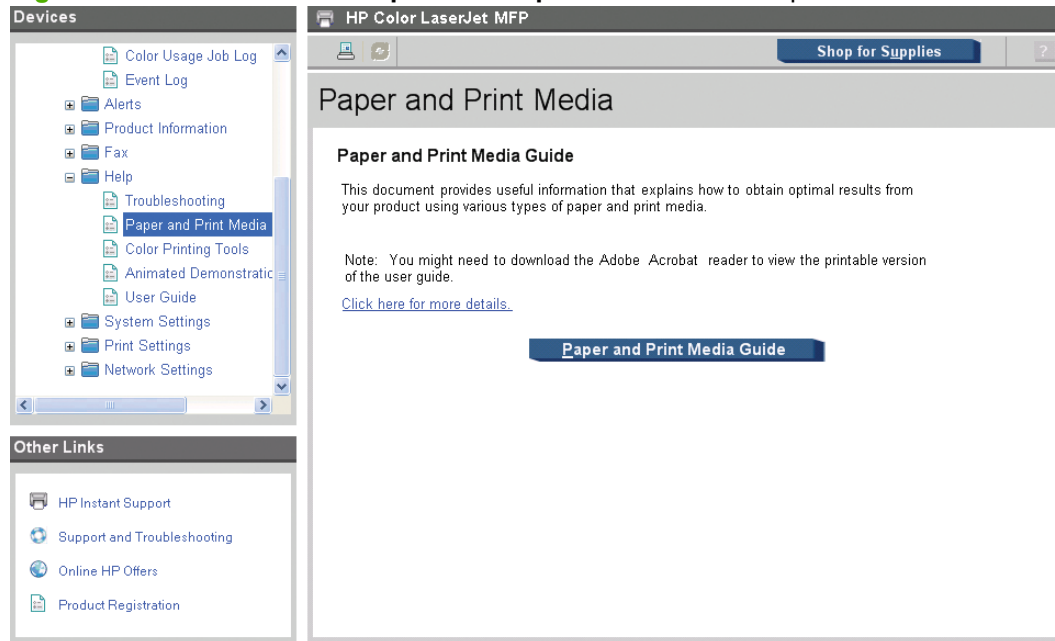 Devices
Color Usage Job Log
Event Log
Alerts
Product Information
Fax
Help
Troubleshooting
Paper and Print Media
Color Printing Tools
Animated Demonstratic
User Guide
System Settings
Print Settings
Network Settings
Other Links
HP Instant Support
Support and Troubleshooting
Online HP Offers
Product Registration
HP Color LaserJet MFP
Shop for Supplies
?
Paper and Print Media
Paper and Print Media Guide
This document provides useful information that explains how to obtain optimal results from
your product using various types of paper and print media.
Note: You might need to download the Adobe Acrobat reader to view the printable version
of the user guide.
Click here for more details.
Paper and Print Media Guide